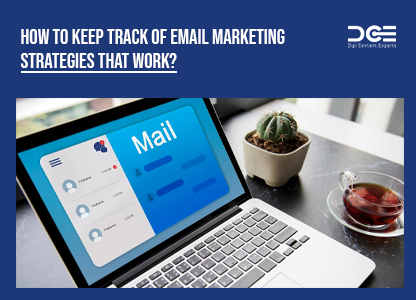 HOW TO KEEP TRACK OF EMAIL MARKETING
STRATEGIES THAT WORK?
DCE
Digi Content Experts
Mail